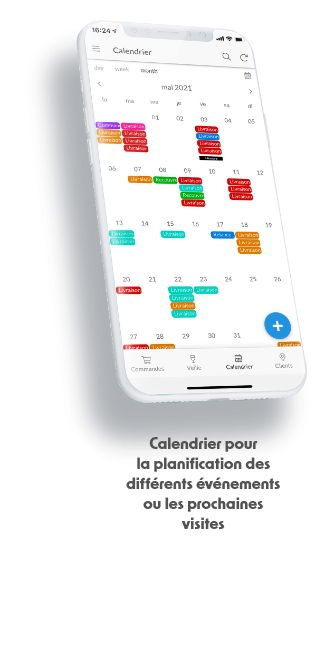 16:24
Calendrier
day week month
mai 2021
lu ma me je ve sa di
01 02 03 04 05
Livraison
Livraison Livraison
Livraison Livraison
Livraison
Livraison
Livraison
06 07 08 09 10 11 12
Livraison Livraison Livraison
Livraison Livraison
Livraison
Livraison
13 14 15 16 17 18 19
Livraison Livraison Livraison
Livraison
Livraison
20 21 22 23 24 25 26
Livraison Livraison Livraison
Livraison
Livraison
Livraison
27 28 29 30 31
Livraison Livraison
Commandes Veille Calendrier Clients
Calendrier pour
la planification des
différents événements
ou les prochaines
visites